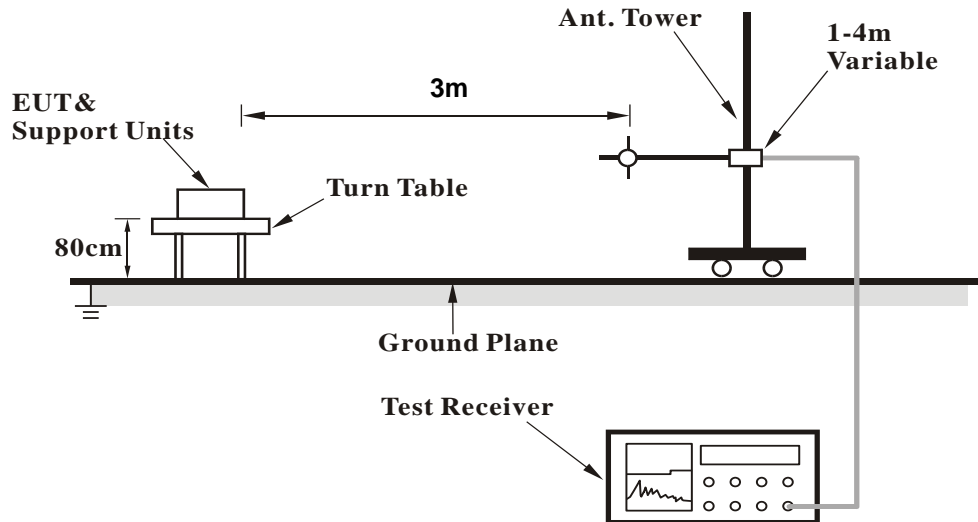 Ant. Tower
1-4m
Variable
3m
EUT&
Support Units
Turn Table
80cm
Ground Plane
Test Receiver